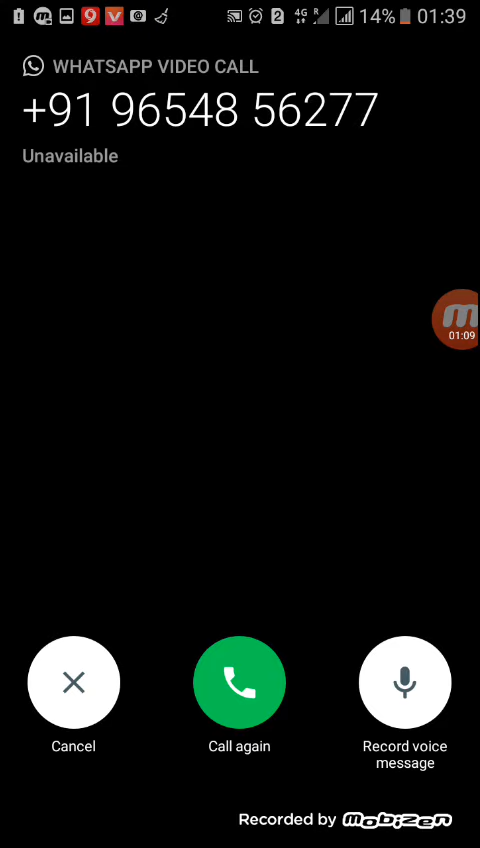 14% 01:39
WHATSAPP VIDEO CALL
+91 96548 56277
Unavailable
01:09
Cancel
Call again
Record voice
message
Recorded by Mobizen